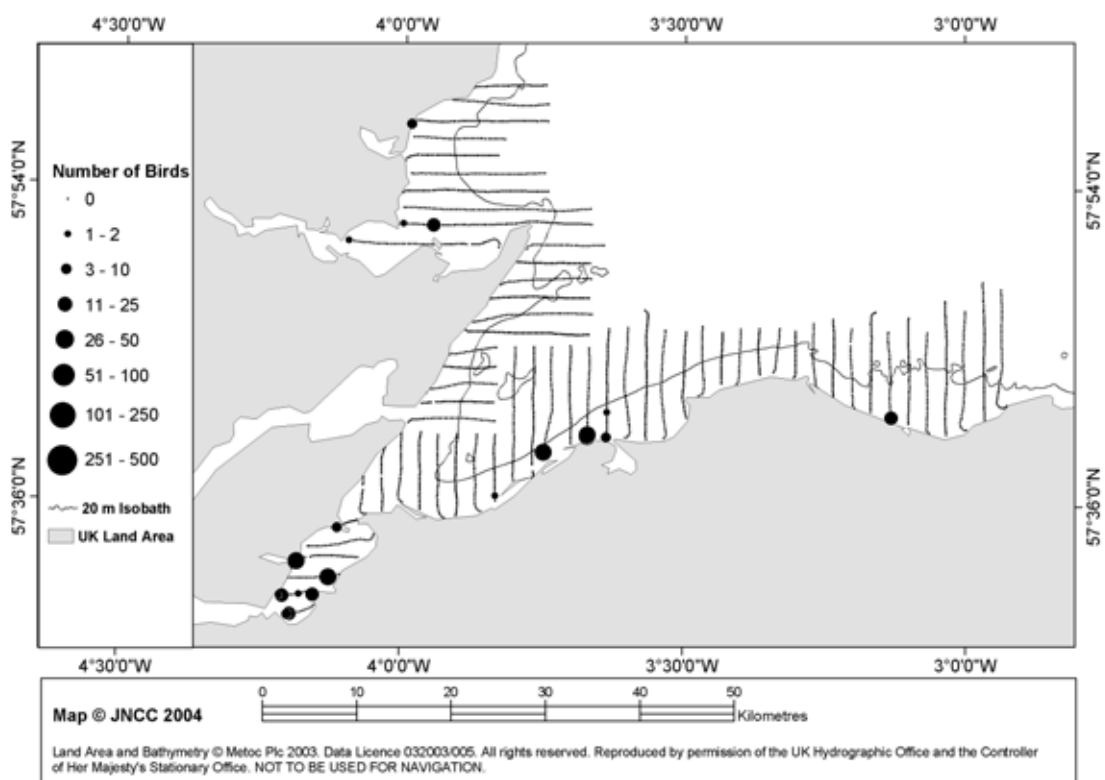 4°30'0"W 4°0'0"W 3°30'0"W 3°0'0"W
57°54'0"N
57°54'0"N
Number of Birds
0
1 - 2
3 - 10
11 - 25
26 - 50
51 - 100
101 - 250
251 - 500
20 m Isobath
UK Land Area
57°36'0"N
57°36'0"N
4°30'0"W 4°0'0"W 3°30'0"W 3°0'0"W
0 10 20 30 40 50
Kilometres
Map © JNCC 2004
Land Area and Bathymetry © Metoc Plc 2003. Data Licence 032003/005. All rights reserved. Reproduced by permission of the UK Hydrographic Office and the Controller
of Her Majesty's Stationary Office. NOT TO BE USED FOR NAVIGATION.